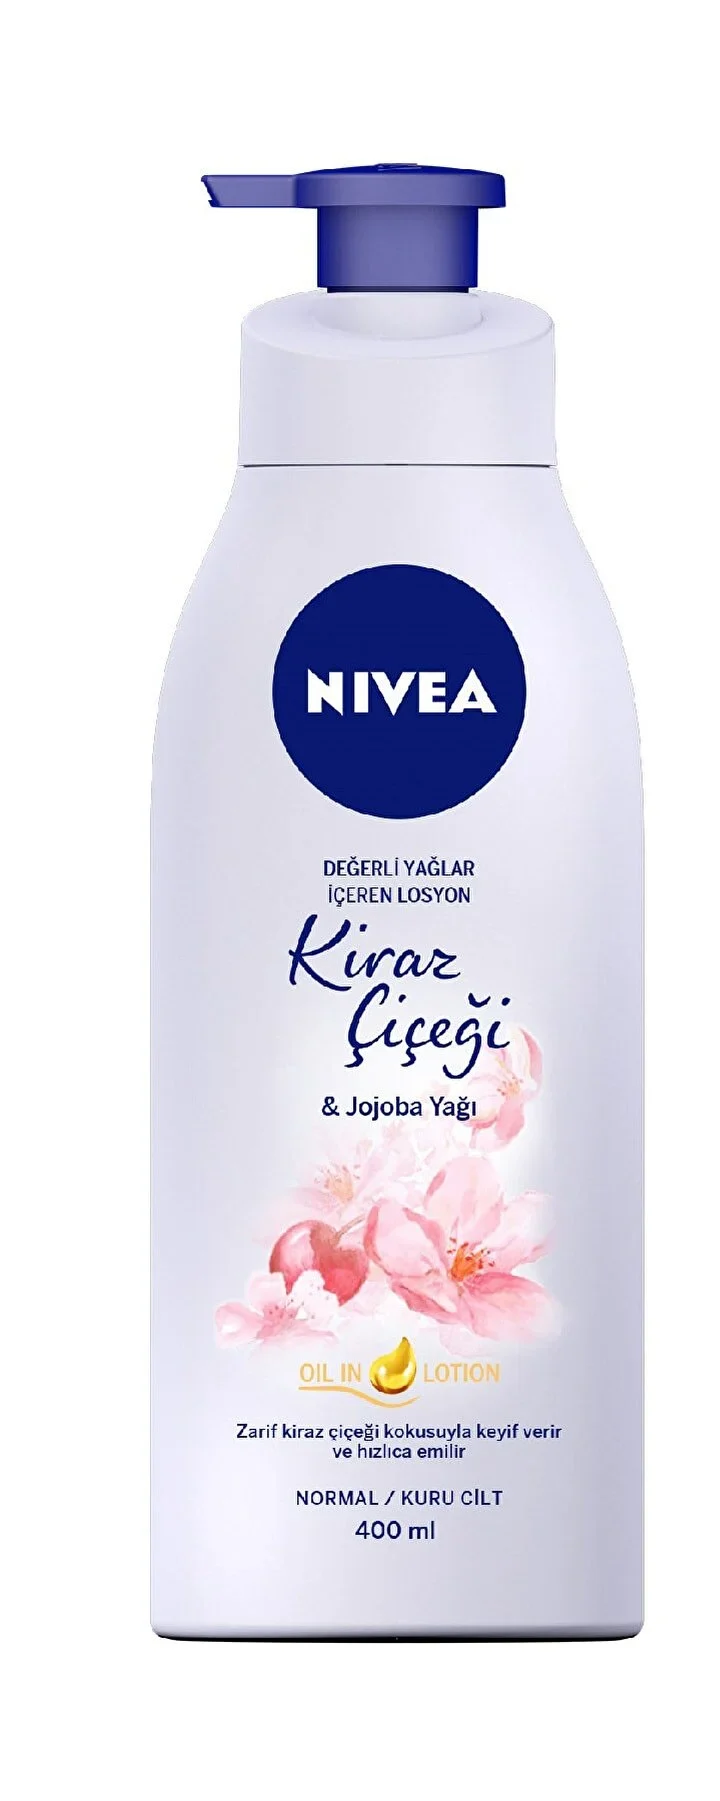 NIVEA
DEĞERLİ YAĞLAR
İÇEREN LOSYON
Kiraz
Çiçeği
& Jojoba Yağı
OIL IN LOTION
Zarif kiraz çiçeği kokusuyla keyif verir
ve hızlıca emilir
NORMAL / KURU CİLT
400 ml